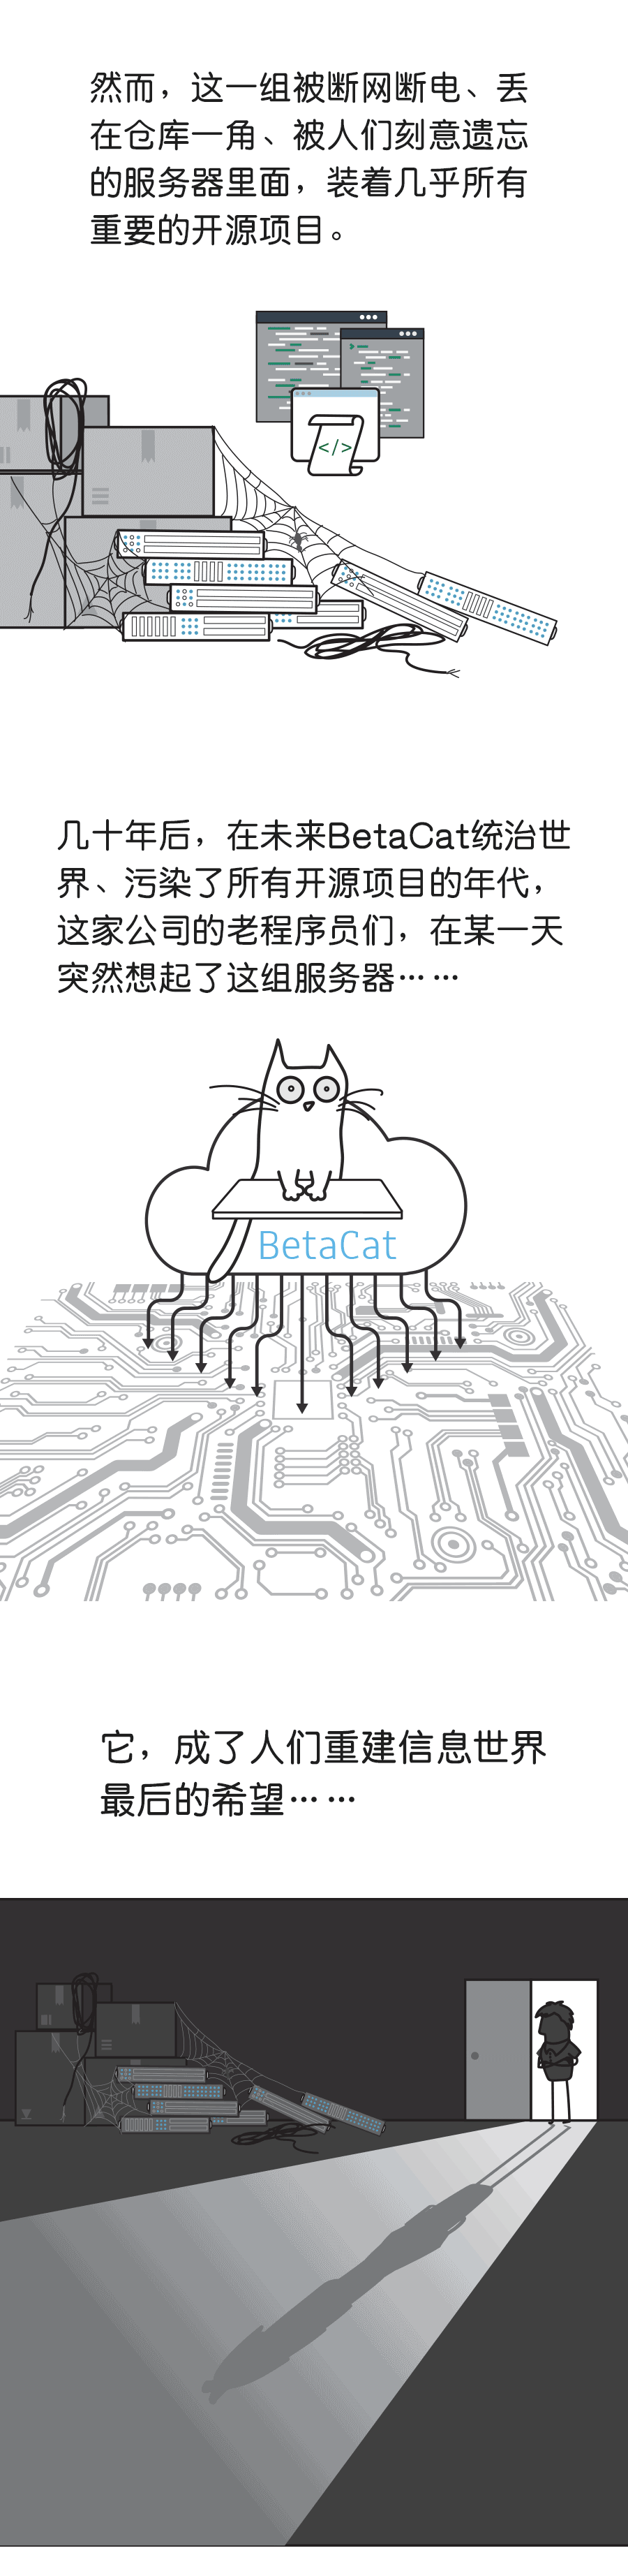 然而，这一组被断网断电、丢
在仓库一角、被人们刻意遗忘
的服务器里面，装着几乎所有
重要的开源项目。
</>
几十年后，在未来BetaCat统治世
界、污染了所有开源项目的年代，
这家公司的老程序员们，在某一天
突然想起了这组服务器……
BetaCat
它，成了人们重建信息世界
最后的希望……